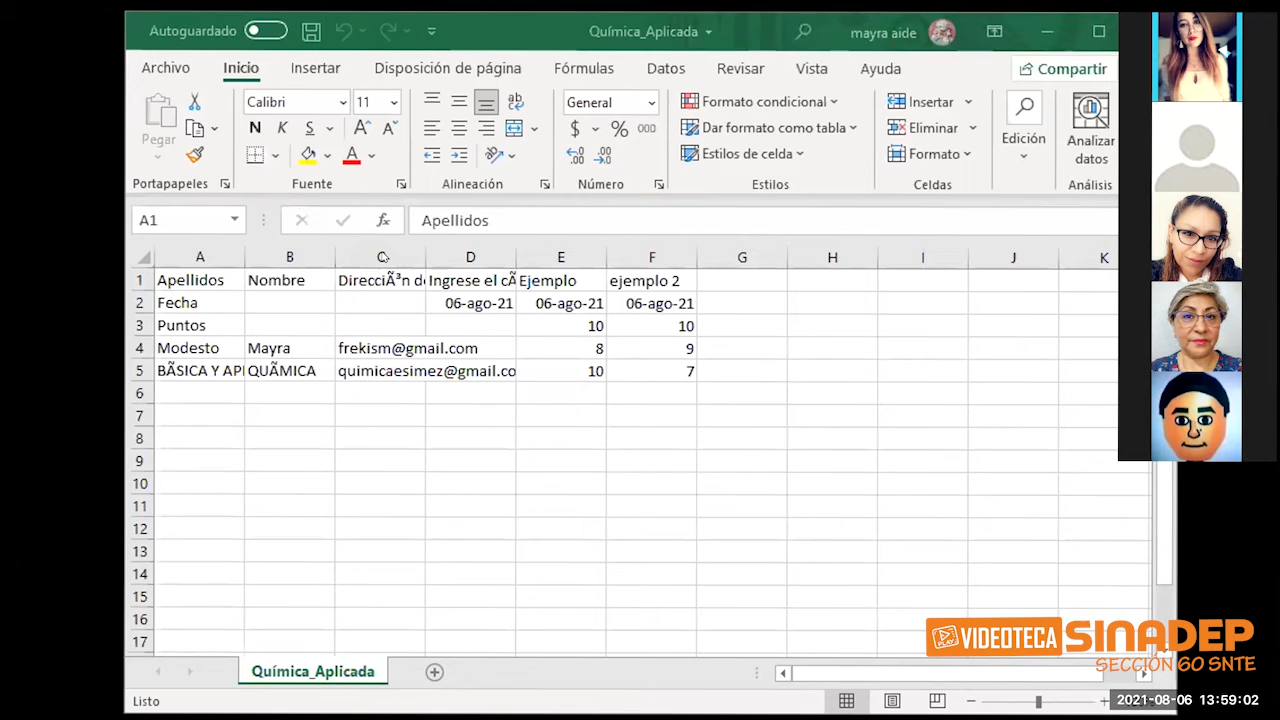 Autoguardado Química_Aplicada mayra aide
Archivo Inicio Insertar Disposición de página Fórmulas Datos Revisar Vista Ayuda Compartir
Pegar Calibri 11 General Formato condicional Insertar Edición Analizar datos
N K S $ % 000 Dar formato como tabla Eliminar
Estilos de celda Formato
Portapapeles Fuente Alineación Número Estilos Celdas Análisis
A1 fx Apellidos
A B C D E F G H I J K
1 Apellidos Nombre DirecciÃ³n de Ingrese el cÃ Ejemplo ejemplo 2
2 Fecha 06-ago-21 06-ago-21 06-ago-21
3 Puntos 10 10
4 Modesto Mayra frekism@gmail.com 8 9
5 BÃSICA Y API QUÃMICA quimicaesimez@gmail.co 10 7
6
7
8
9
10
11
12
13
14
15
16
17
Química_Aplicada
Listo
VIDEOTECA SINADEP
PLAY
SECCIÓN 60 SNTE
2021-08-06 13:59:02